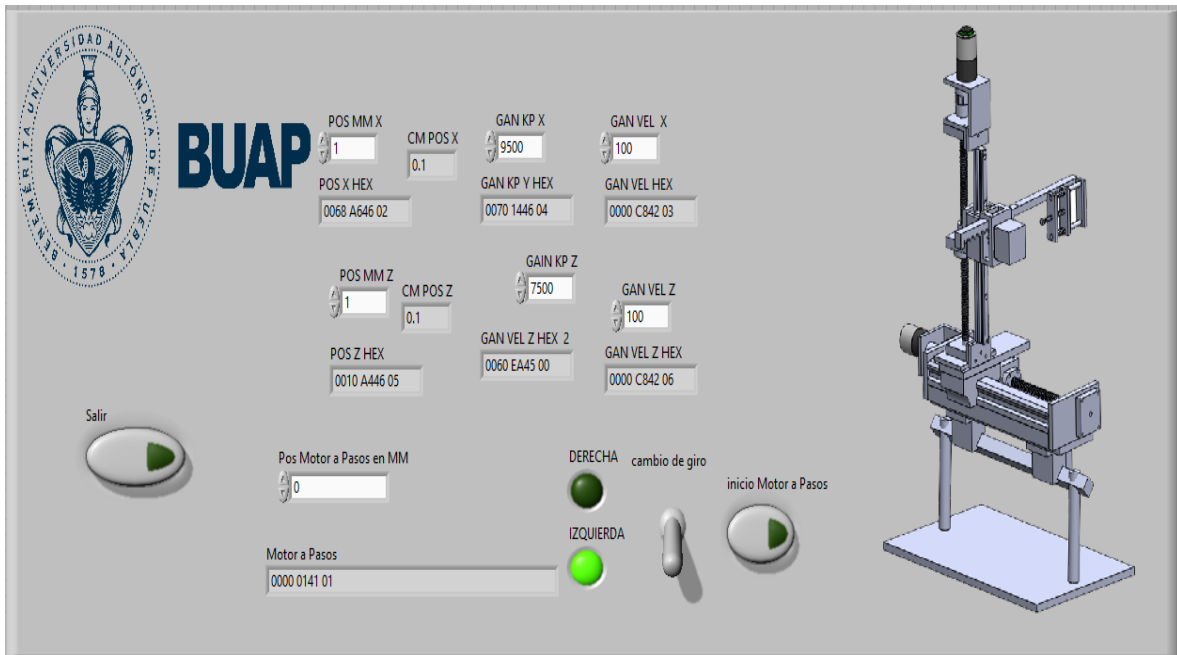 BENEMÉRITA UNIVERSIDAD AUTÓNOMA DE PUEBLA
· 1578 ·
BUAP
POS MM X
1
CM POS X
0.1
GAN KP X
9500
GAN VEL X
100
POS X HEX
0068 A646 02
GAN KP Y HEX
0070 1446 04
GAN VEL HEX
0000 C842 03
POS MM Z
1
CM POS Z
0.1
GAIN KP Z
7500
GAN VEL Z
100
POS Z HEX
0010 A446 05
GAN VEL Z HEX 2
0060 EA45 00
GAN VEL Z HEX
0000 C842 06
Salir
Pos Motor a Pasos en MM
0
DERECHA
cambio de giro
inicio Motor a Pasos
IZQUIERDA
Motor a Pasos
0000 0141 01